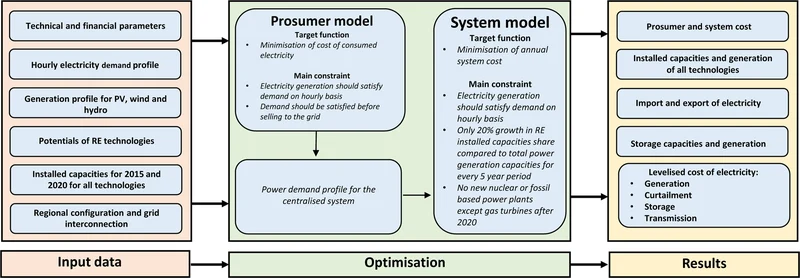 Technical and financial parameters
Hourly electricity demand profile
Generation profile for PV, wind and
hydro
Potentials of RE technologies
Installed capacities for 2015 and
2020 for all technologies
Regional configuration and grid
interconnection
Prosumer model
Target function
• Minimisation of cost of consumed
electricity
Main constraint
• Electricity generation should satisfy
demand on hourly basis
• Demand should be satisfied before
selling to the grid
Power demand profile for the
centralised system
System model
Target function
• Minimisation of annual
system cost
Main constraint
• Electricity generation
should satisfy demand on
hourly basis
• Only 20% growth in RE
installed capacities share
compared to total power
generation capacities for
every 5 year period
• No new nuclear or fossil
based power plants
except gas turbines after
2020
Prosumer and system cost
Installed capacities and generation
of all technologies
Import and export of electricity
Storage capacities and generation
Levelised cost of electricity:
• Generation
• Curtailment
• Storage
• Transmission
Input data
Optimisation
Results